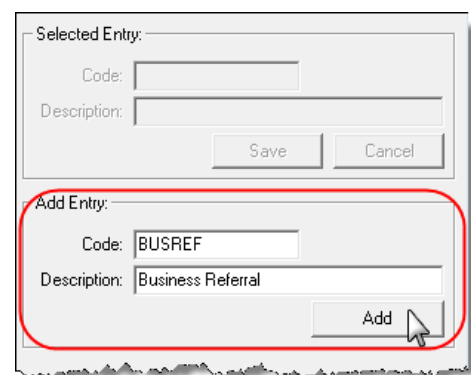 Selected Entry:
Code:
Description:
Save Cancel
Add Entry:
Code: BUSREF
Description: Business Referral
Add